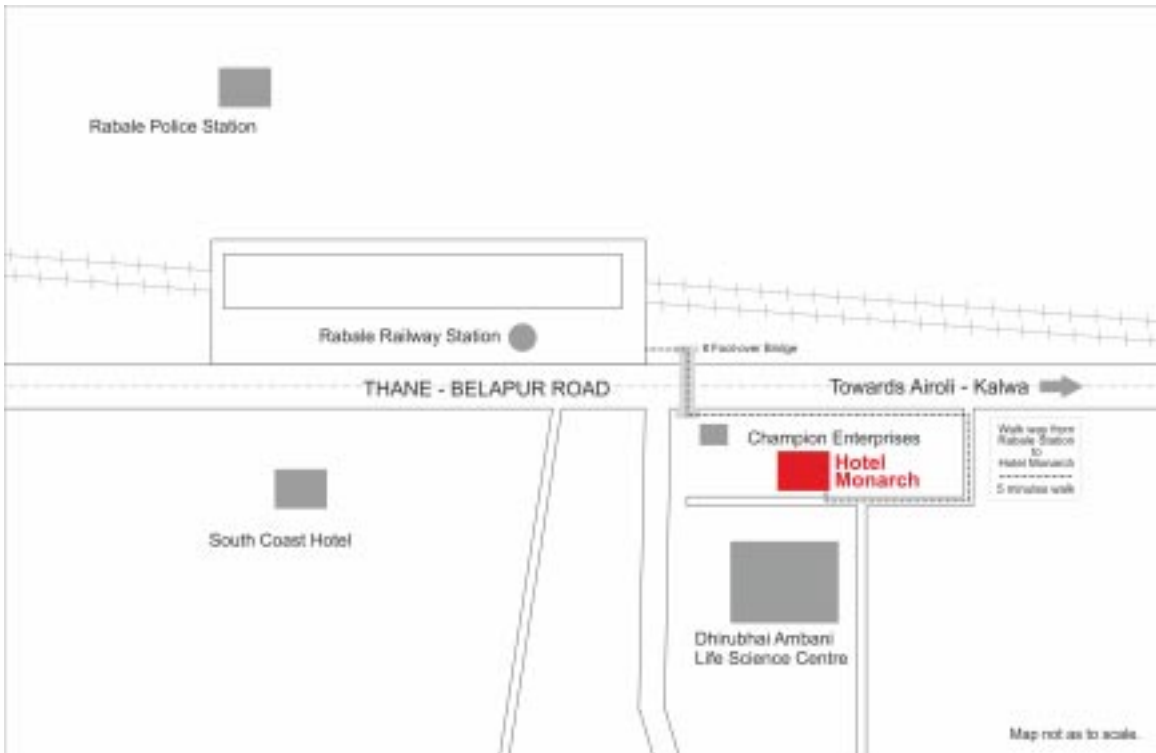 Rabale Police Station
Rabale Railway Station
Foot over Bridge
THANE - BELAPUR ROAD
Towards Airoli - Kalwa
Champion Enterprises
Hotel
Monarch
Walk way from
Rabale Station
to
Hotel Monarch
5 minutes walk
South Coast Hotel
Dhirubhai Ambani
Life Science Centre
Map not as to scale.